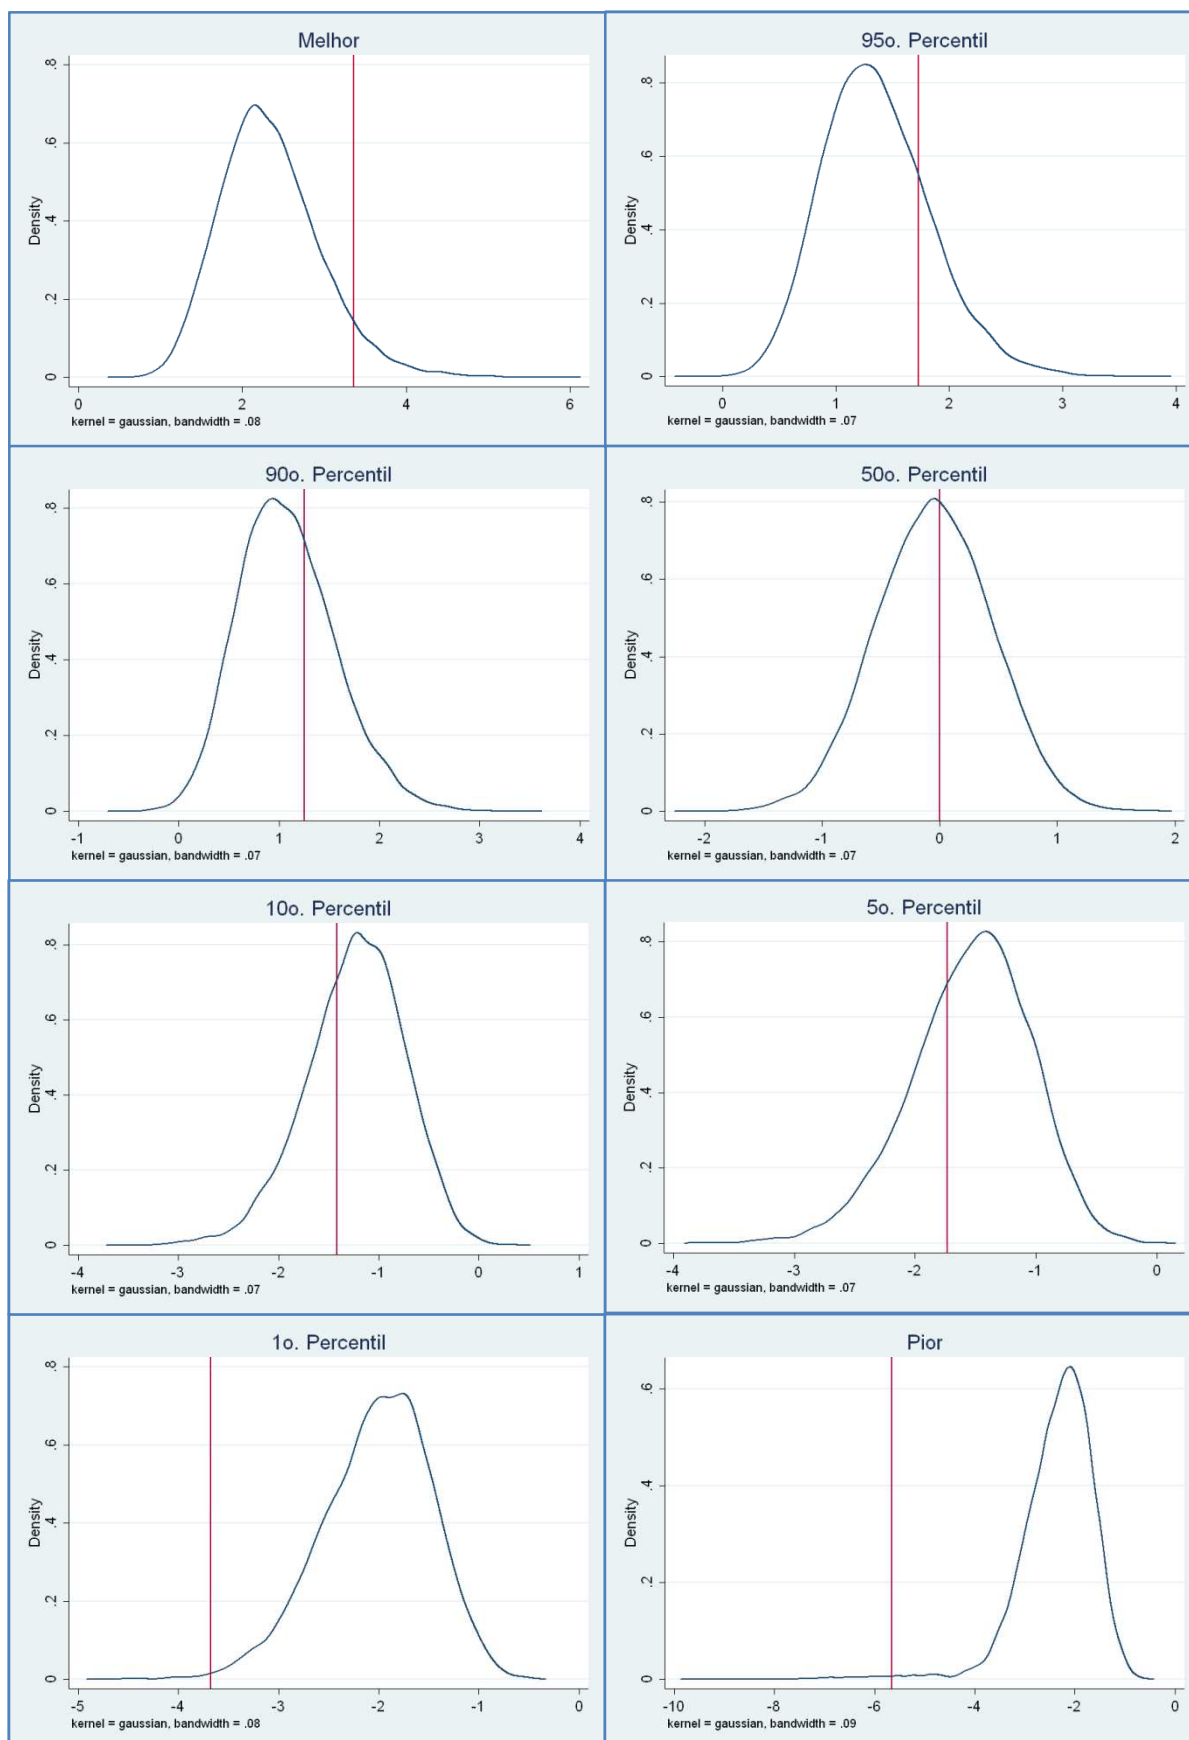 Melhor
Density
0 .2 .4 .6 .8
0 2 4 6
kernel = gaussian, bandwidth = .08
95o. Percentil
Density
0 .2 .4 .6 .8
0 1 2 3 4
kernel = gaussian, bandwidth = .07
90o. Percentil
Density
0 .2 .4 .6 .8
-1 0 1 2 3 4
kernel = gaussian, bandwidth = .07
50o. Percentil
Density
0 .2 .4 .6 .8
-2 -1 0 1 2
kernel = gaussian, bandwidth = .07
10o. Percentil
Density
0 .2 .4 .6 .8
-4 -3 -2 -1 0 1
kernel = gaussian, bandwidth = .07
5o. Percentil
Density
0 .2 .4 .6 .8
-4 -3 -2 -1 0
kernel = gaussian, bandwidth = .07
1o. Percentil
Density
0 .2 .4 .6 .8
-5 -4 -3 -2 -1 0
kernel = gaussian, bandwidth = .08
Pior
Density
0 .2 .4 .6
-10 -8 -6 -4 -2 0
kernel = gaussian, bandwidth = .09